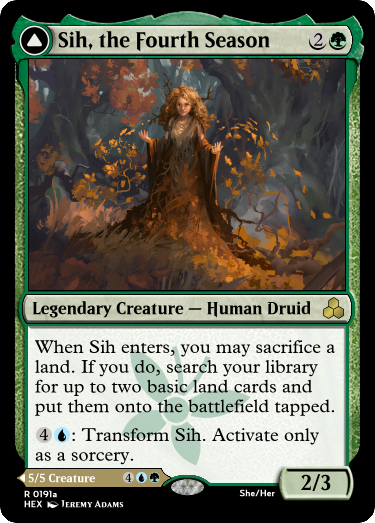 Sih, the Fourth Season 2
Legendary Creature — Human Druid
When Sih enters, you may sacrifice a
land. If you do, search your library
for up to two basic land cards and
put them onto the battlefield tapped.
4: Transform Sih. Activate only
as a sorcery.
5/5 Creature 4
2/3
R 0191a
She/Her
HEX Jeremy Adams